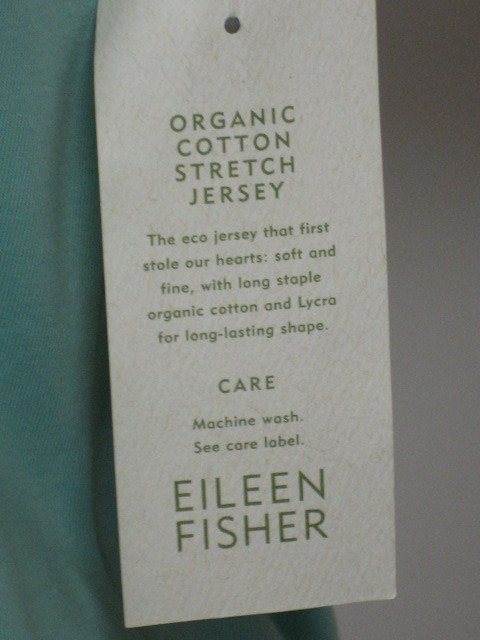 ORGANIC
COTTON
STRETCH
JERSEY
The eco jersey that first
stole our hearts: soft and
fine, with long staple
organic cotton and Lycra
for long-lasting shape.
CARE
Machine wash.
See care label.
EILEEN
FISHER